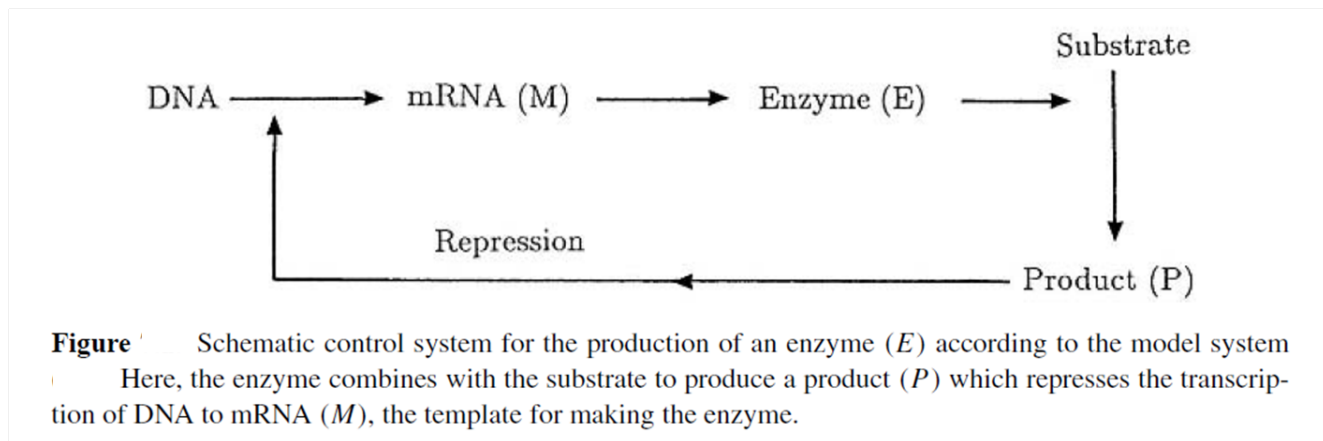 Substrate
DNA mRNA (M) Enzyme (E)
Repression
Product (P)
Figure Schematic control system for the production of an enzyme (E) according to the model system
Here, the enzyme combines with the substrate to produce a product (P) which represses the transcrip-
tion of DNA to mRNA (M), the template for making the enzyme.